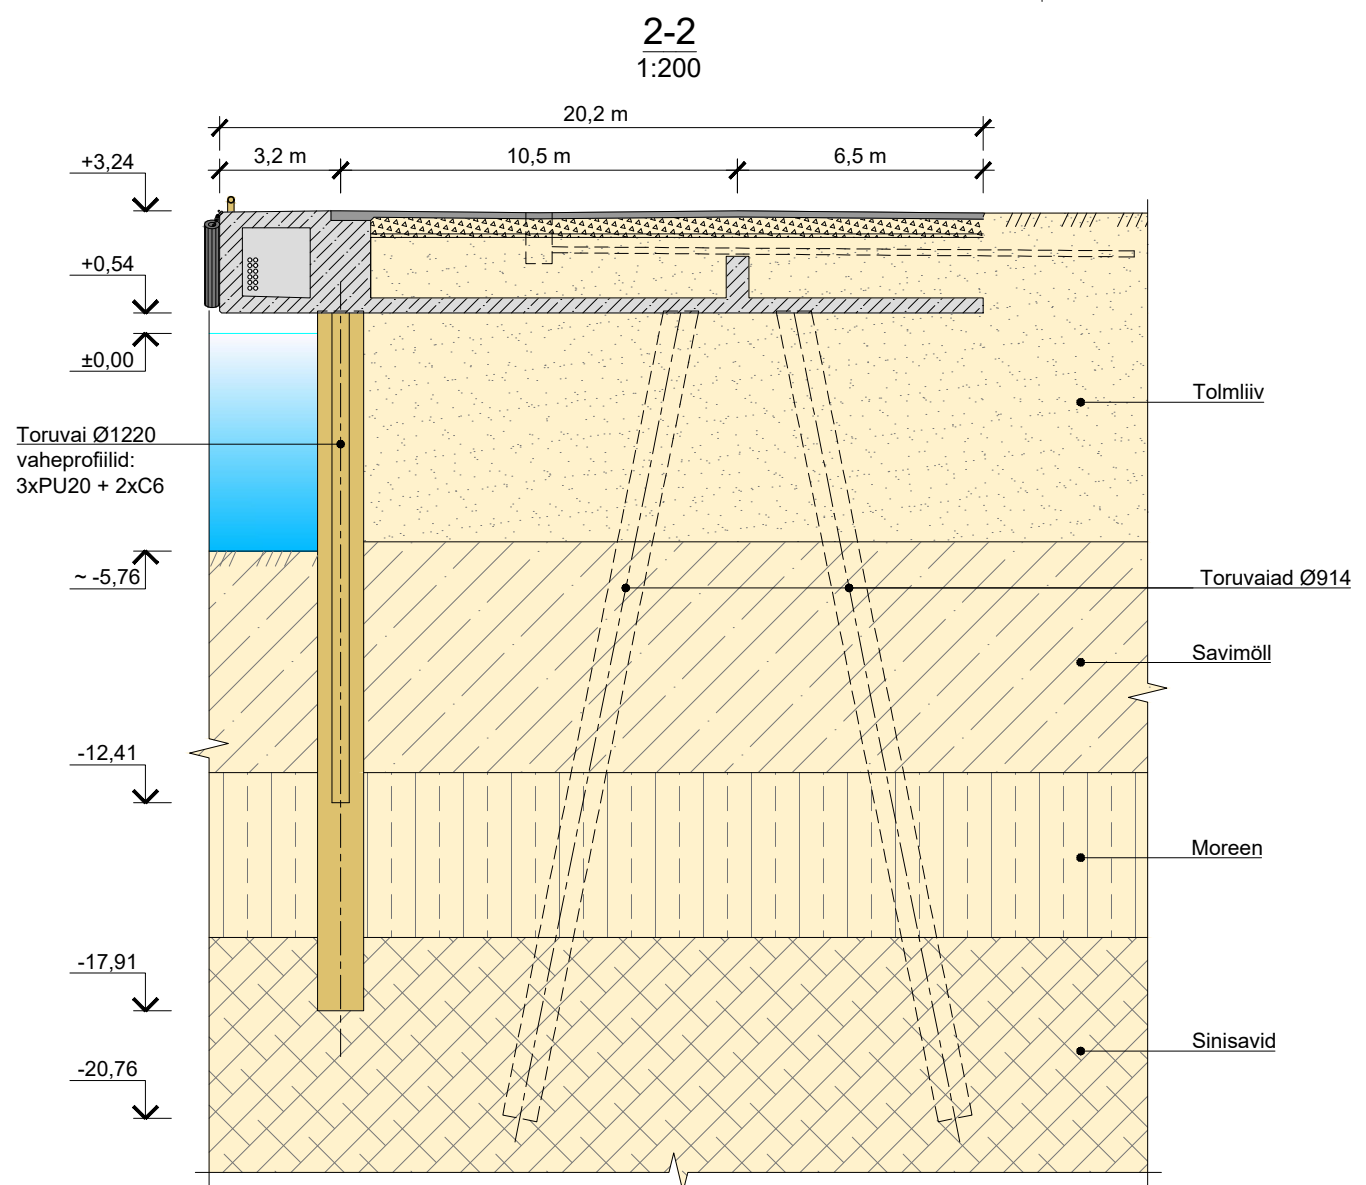 2-2
1:200
20,2 m
3,2 m
10,5 m
6,5 m
+3,24
+0,54
±0,00
Tolmliiv
Toruvai Ø1220
vaheprofiilid:
3xPU20 + 2xC6
~ -5,76
Toruvaiad Ø914
Savimöll
-12,41
Moreen
-17,91
Sinisavid
-20,76